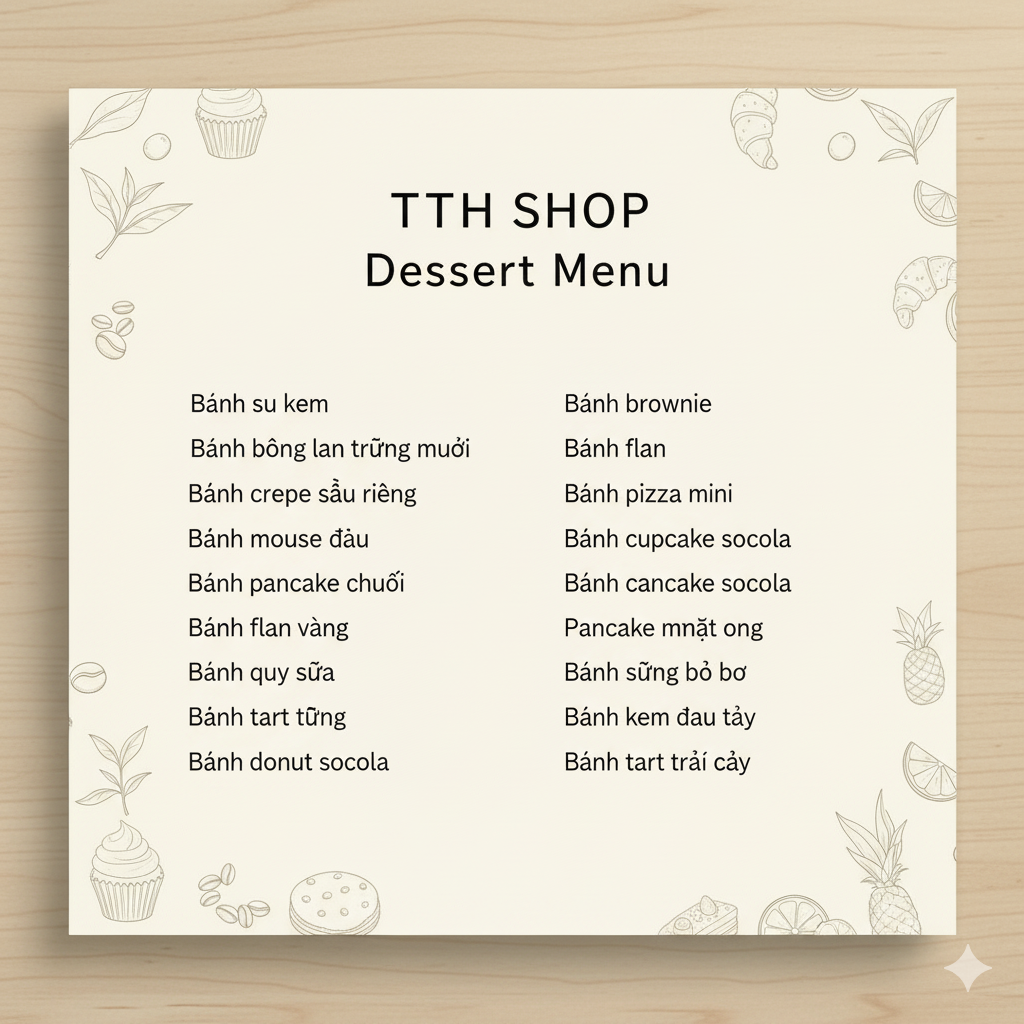 TTH SHOP
Dessert Menu
Bánh su kem
Bánh bông lan trững muởi
Bánh crepe sầu riêng
Bánh mouse đàu
Bánh pancake chuối
Bánh flan vàng
Bánh quy sữa
Bánh tart tững
Bánh donut socola
Bánh brownie
Bánh flan
Bánh pizza mini
Bánh cupcake socola
Bánh cancake socola
Pancake mnặt ong
Bánh sững bỏ bơ
Bánh kem đau tảy
Bánh tart trải cảy